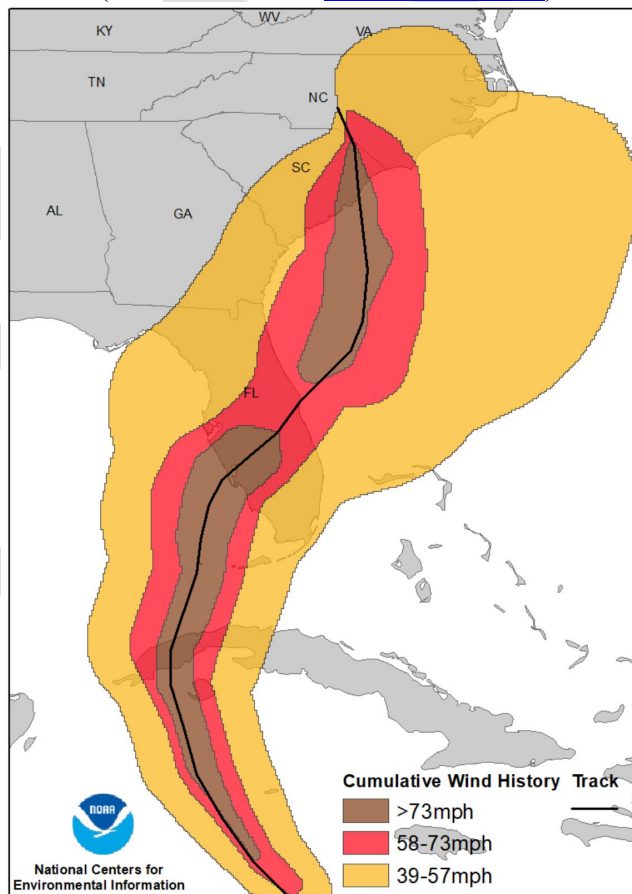 WV
KY
VA
TN
NC
SC
AL
GA
FL
Cumulative Wind History Track
>73mph
58-73mph
39-57mph
NOAA
National Centers for
Environmental Information